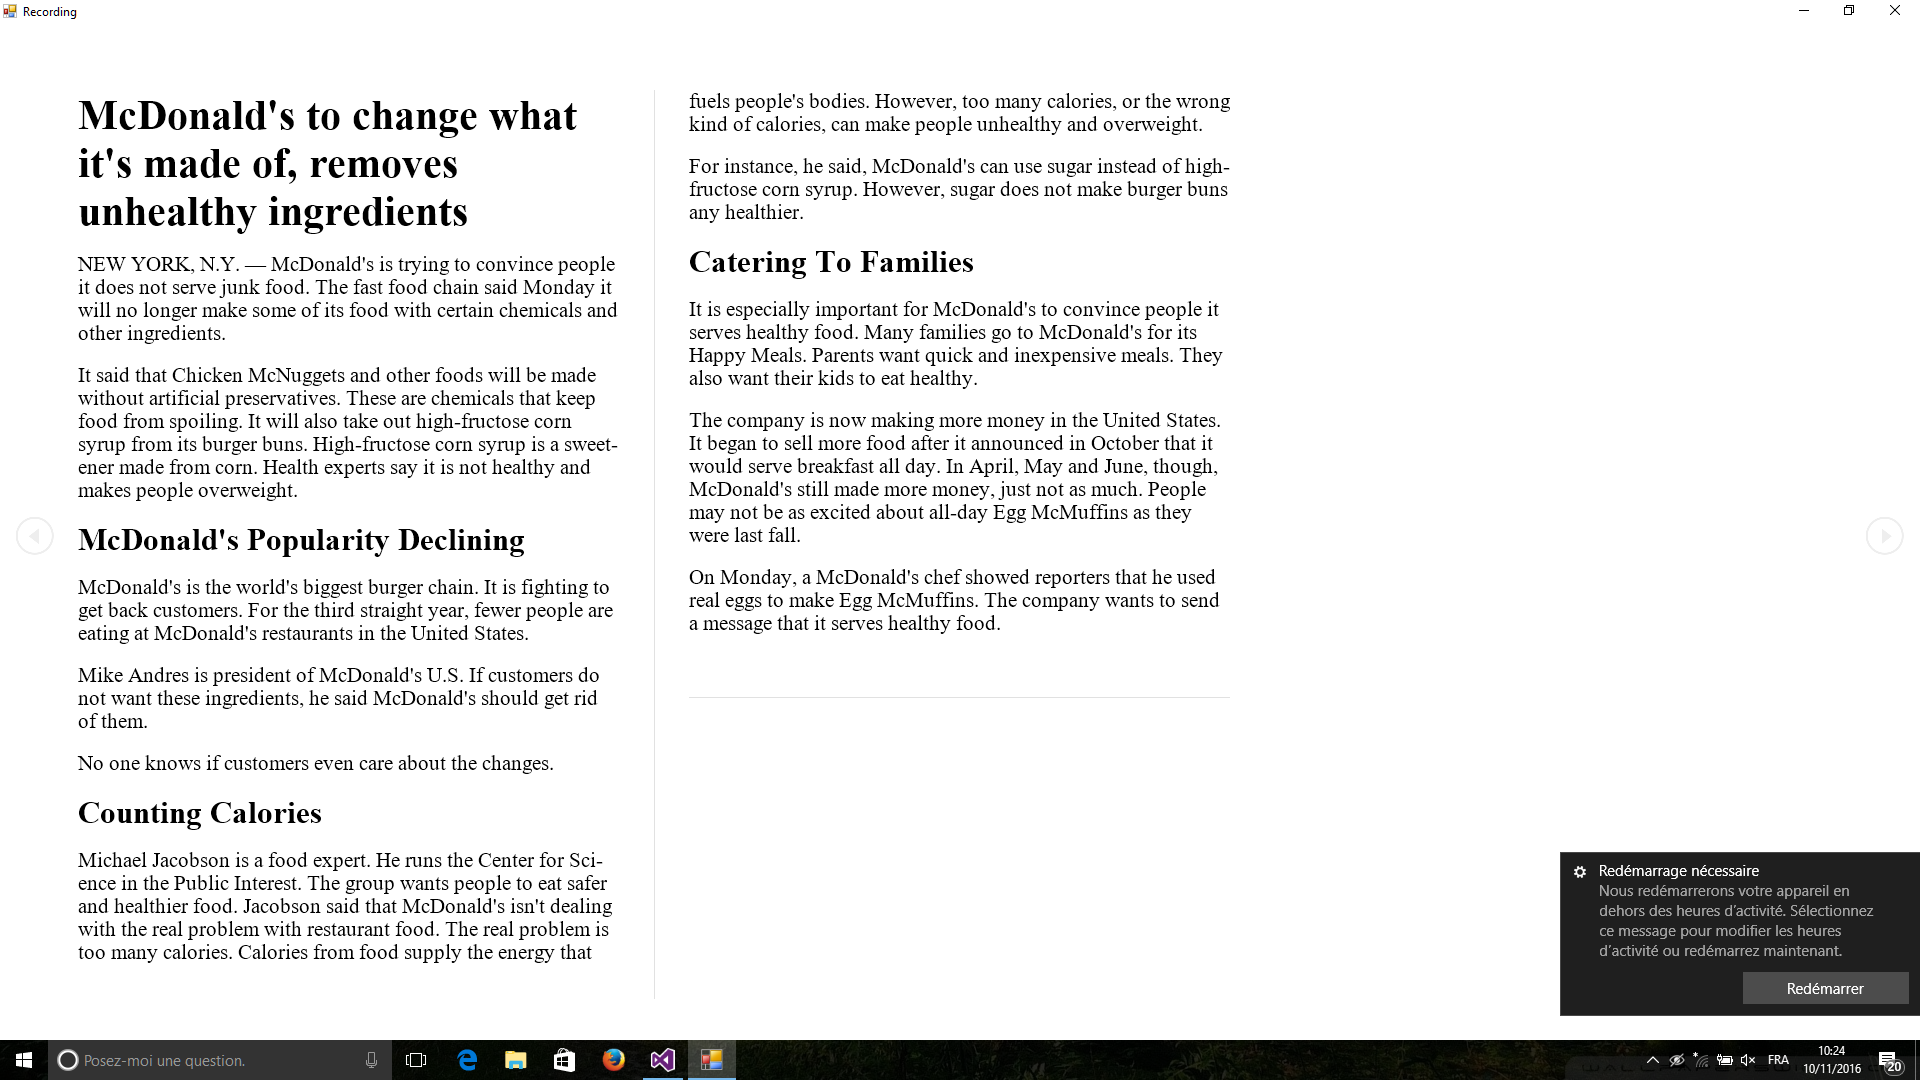 Recording
McDonald's to change what
it's made of, removes
unhealthy ingredients
NEW YORK, N.Y. — McDonald's is trying to convince people
it does not serve junk food. The fast food chain said Monday it
will no longer make some of its food with certain chemicals and
other ingredients.
It said that Chicken McNuggets and other foods will be made
without artificial preservatives. These are chemicals that keep
food from spoiling. It will also take out high-fructose corn
syrup from its burger buns. High-fructose corn syrup is a sweet-
ener made from corn. Health experts say it is not healthy and
makes people overweight.
McDonald's Popularity Declining
McDonald's is the world's biggest burger chain. It is fighting to
get back customers. For the third straight year, fewer people are
eating at McDonald's restaurants in the United States.
Mike Andres is president of McDonald's U.S. If customers do
not want these ingredients, he said McDonald's should get rid
of them.
No one knows if customers even care about the changes.
Counting Calories
Michael Jacobson is a food expert. He runs the Center for Sci-
ence in the Public Interest. The group wants people to eat safer
and healthier food. Jacobson said that McDonald's isn't dealing
with the real problem with restaurant food. The real problem is
too many calories. Calories from food supply the energy that
fuels people's bodies. However, too many calories, or the wrong
kind of calories, can make people unhealthy and overweight.
For instance, he said, McDonald's can use sugar instead of high-
fructose corn syrup. However, sugar does not make burger buns
any healthier.
Catering To Families
It is especially important for McDonald's to convince people it
serves healthy food. Many families go to McDonald's for its
Happy Meals. Parents want quick and inexpensive meals. They
also want their kids to eat healthy.
The company is now making more money in the United States.
It began to sell more food after it announced in October that it
would serve breakfast all day. In April, May and June, though,
McDonald's still made more money, just not as much. People
may not be as excited about all-day Egg McMuffins as they
were last fall.
On Monday, a McDonald's chef showed reporters that he used
real eggs to make Egg McMuffins. The company wants to send
a message that it serves healthy food.
Redémarrage nécessaire
Nous redémarrerons votre appareil en
dehors des heures d’activité. Sélectionnez
ce message pour modifier les heures
d’activité ou redémarrez maintenant.
Redémarrer
Posez-moi une question.
FRA
10:24
10/11/2016
20